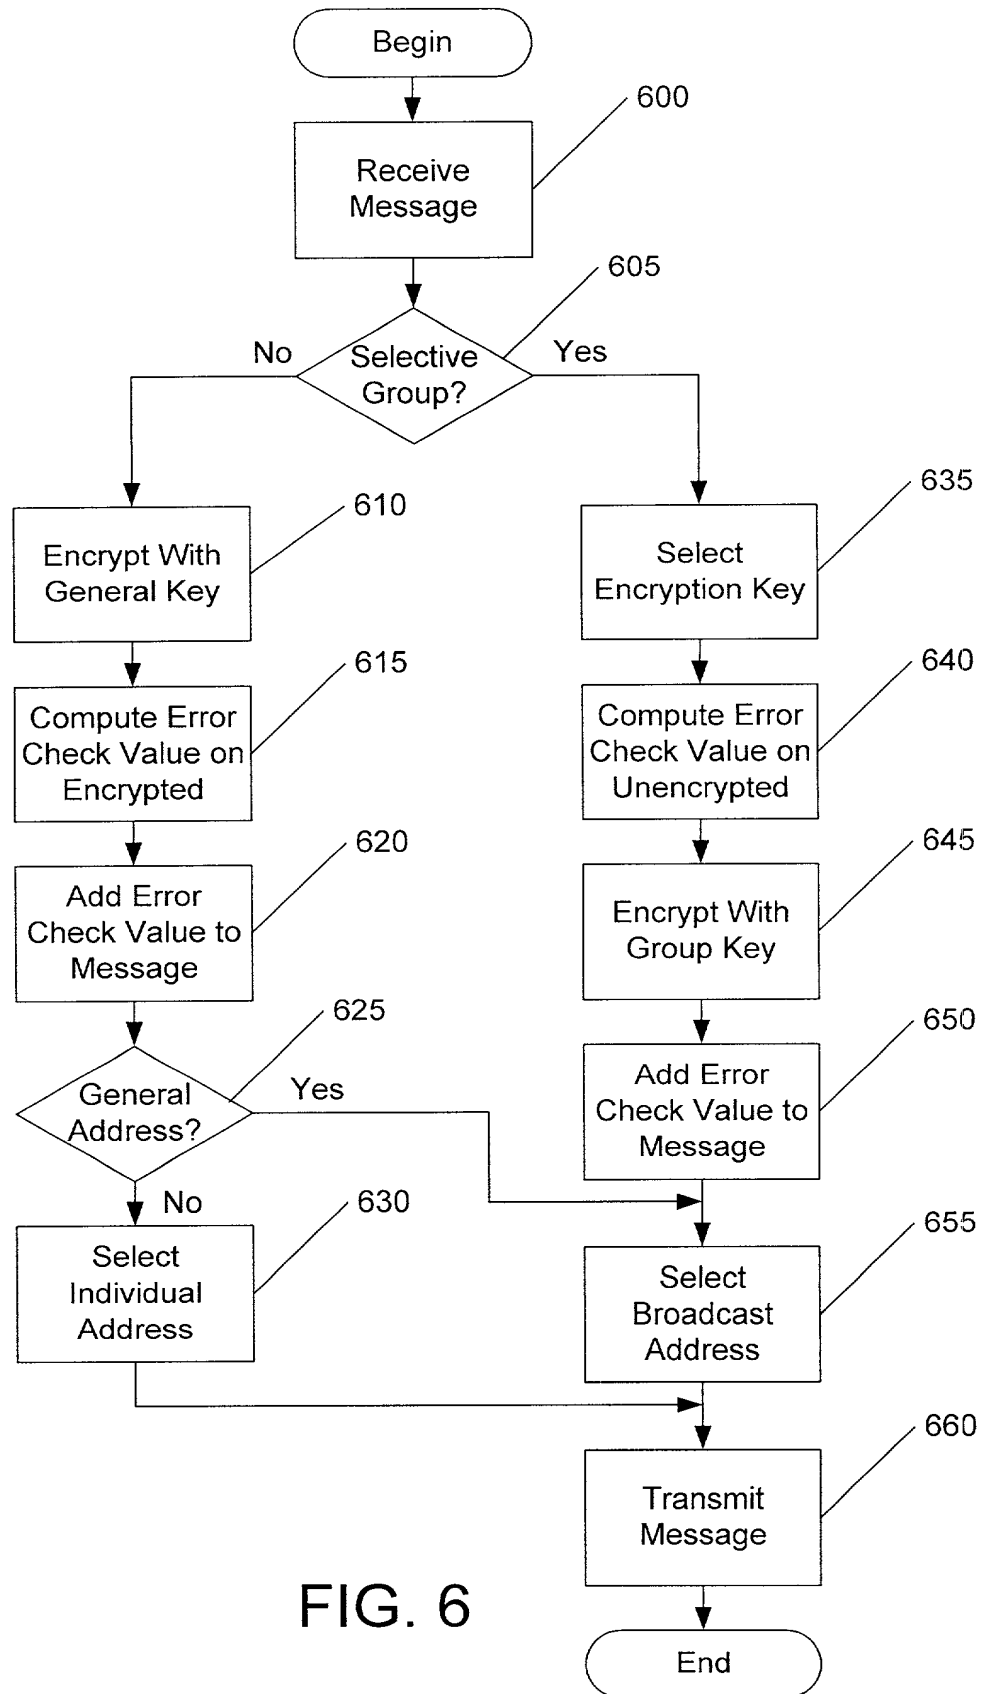 Begin
600
Receive
Message
605
No
Selective
Group?
Yes
610
Encrypt With
General Key
635
Select
Encryption Key
615
Compute Error
Check Value on
Encrypted
640
Compute Error
Check Value on
Unencrypted
620
Add Error
Check Value to
Message
645
Encrypt With
Group Key
625
General
Address?
Yes
No
650
Add Error
Check Value to
Message
630
Select
Individual
Address
655
Select
Broadcast
Address
660
Transmit
Message
FIG. 6
End